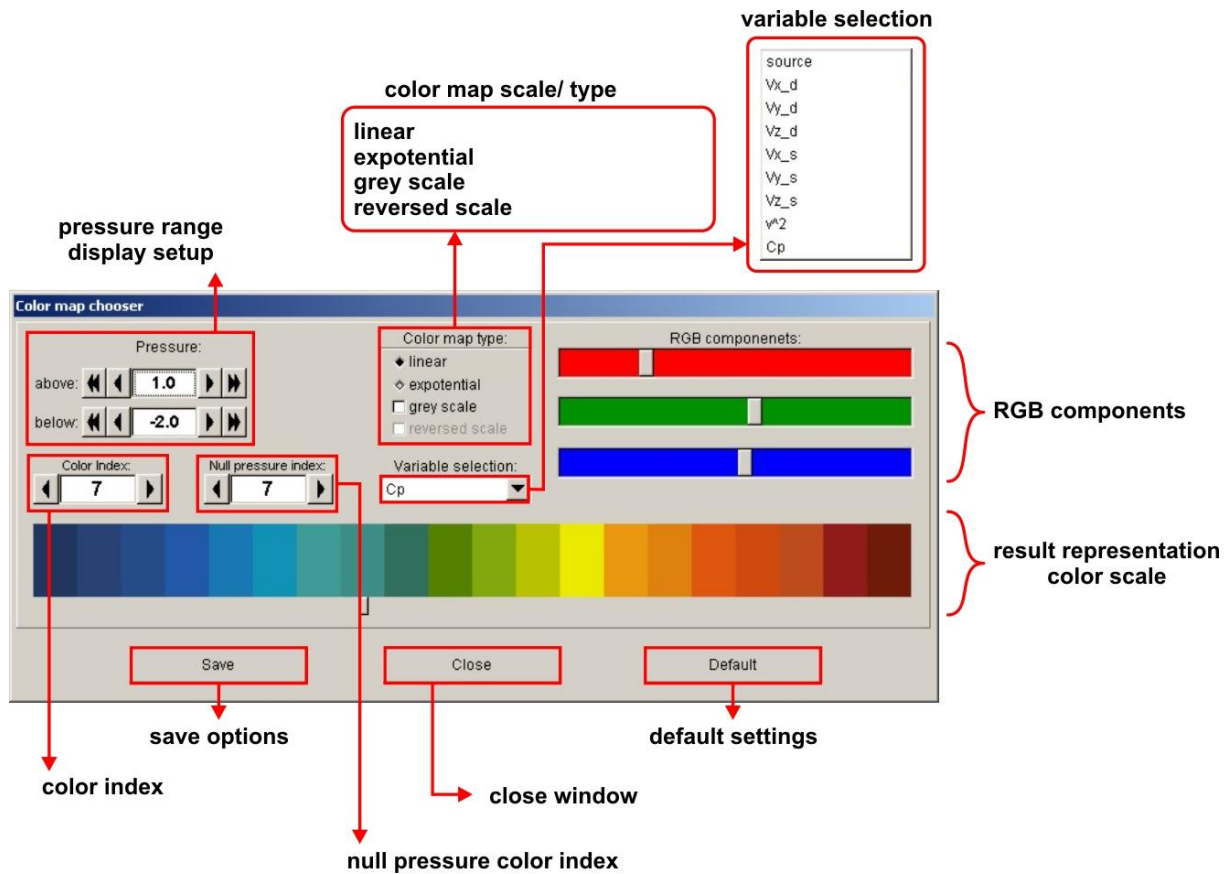 variable selection
source
Vx_d
Vy_d
Vz_d
Vx_s
Vy_s
Vz_s
v^2
Cp
color map scale/ type
linear
expotential
grey scale
reversed scale
pressure range
display setup
Color map chooser
Pressure:
above: 1.0
below: -2.0
Color map type:
linear
expotential
grey scale
reversed scale
RGB componenets:
RGB components
Color Index:
7
Null pressure index:
7
Variable selection:
Cp
result representation
color scale
Save
Close
Default
save options
default settings
color index
close window
null pressure color index